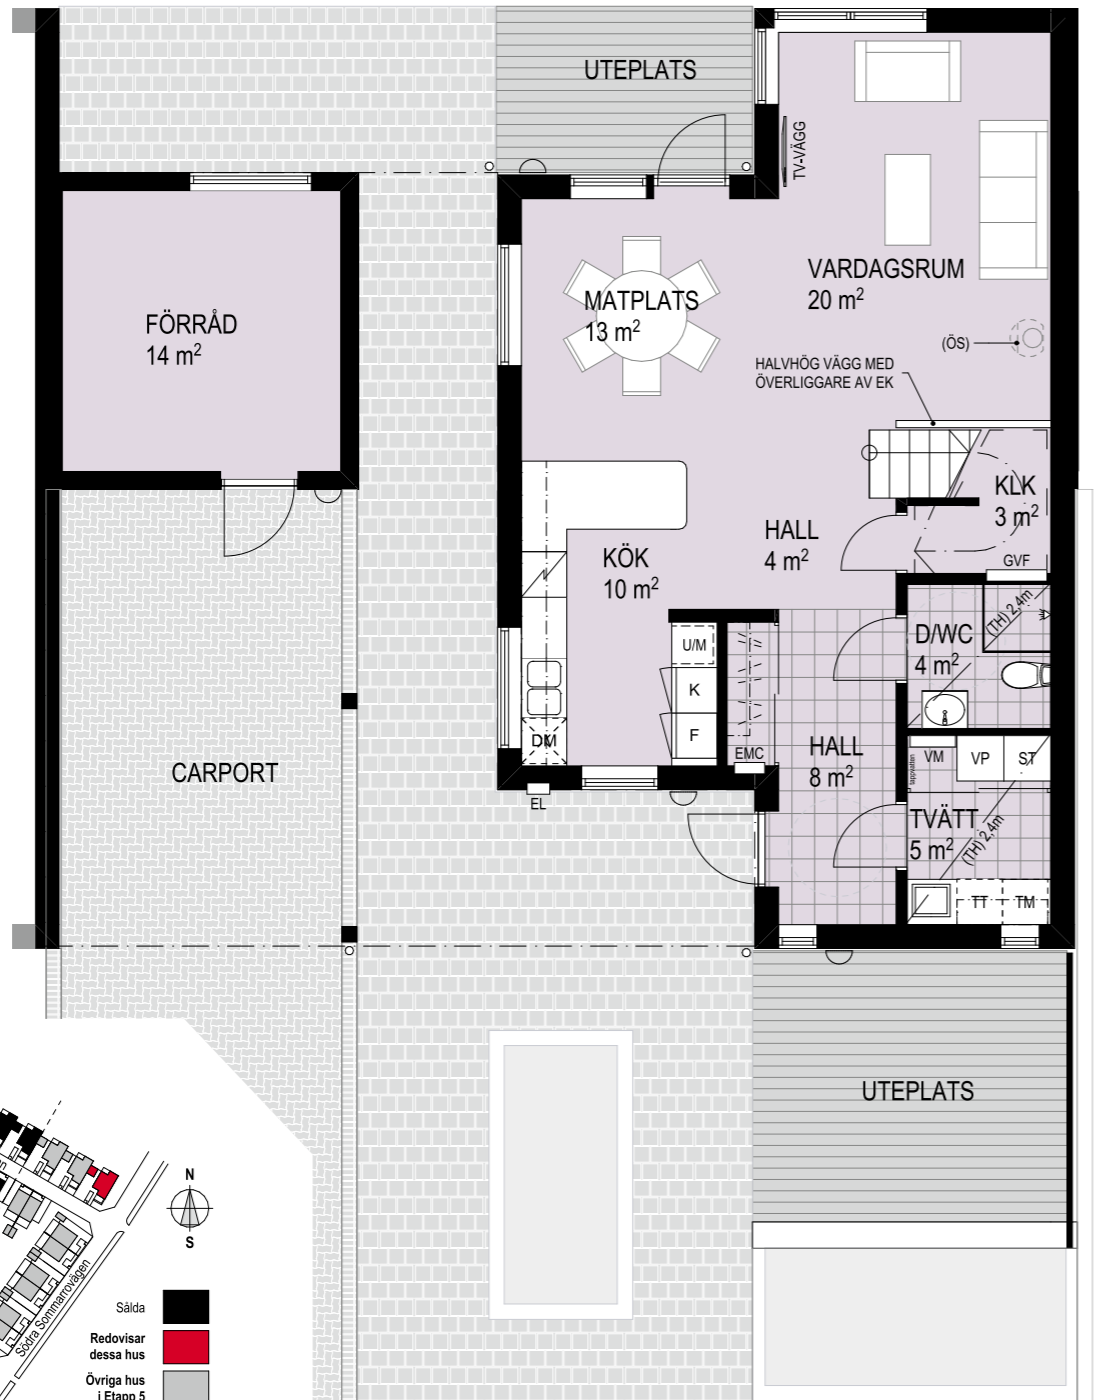 UTEPLATS
TV-VÄGG
VARDAGSRUM
20 m²
FÖRRÅD
14 m²
MATPLATS
13 m²
(ÖS)
HALVHÖG VÄGG MED
ÖVERLIGGARE AV EK
KLK
3 m²
HALL
4 m²
KÖK
10 m²
GVF
(TH) 2,4m
D/WC
4 m²
U/M
K
F
DM
EMC
EL
HALL
8 m²
VM
VP
ST
tappvatten
TVÄTT
5 m²
(TH) 2,4m
TT
TM
CARPORT
UTEPLATS
N
S
Södra Sommarrovägen
Sålda
Redovisar
dessa hus
Övriga hus
i Etapp 5